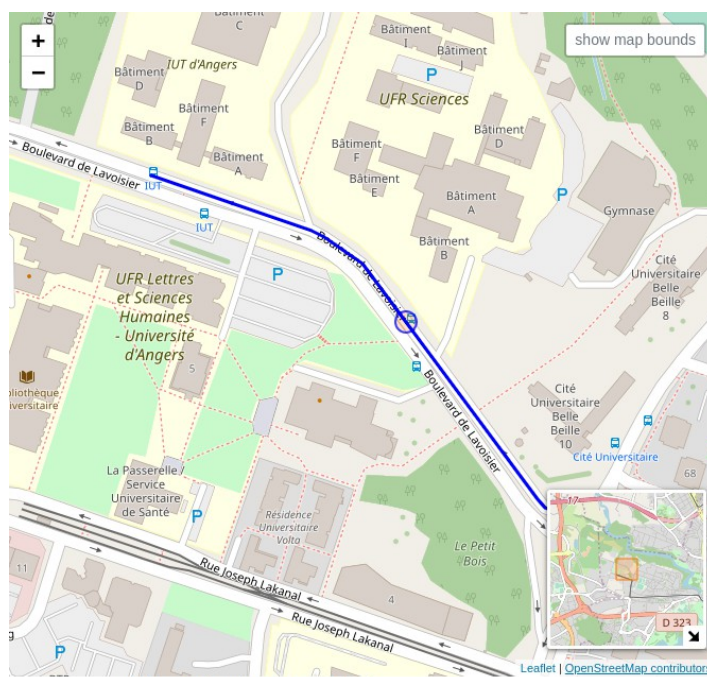 +
−
show map bounds
Bâtiment
C
Bâtiment
I
Bâtiment
J
IUT d'Angers
P
Bâtiment
D
UFR Sciences
Bâtiment
F
Bâtiment
B
Bâtiment
D
Bâtiment
A
Bâtiment
F
Bâtiment
E
P
Boulevard de Lavoisier
IUT
Bâtiment
A
Gymnase
IUT
Boulevard de Lavoisier
Bâtiment
B
P
Cité
Universitaire
Belle
Beille
8
UFR Lettres
et Sciences
Humaines
- Université
d'Angers
5
Boulevard de Lavoisier
Cité
Universitaire
Belle
Beille
10
Cité Universitaire
68
La Passerelle /
Service
Universitaire
de Santé
P
Résidence
Universitaire
Volta
Le Petit
Bois
Rue Joseph Lakanal
11
4
Rue Joseph Lakanal
P
17
D 323
Leaflet | OpenStreetMap contributors